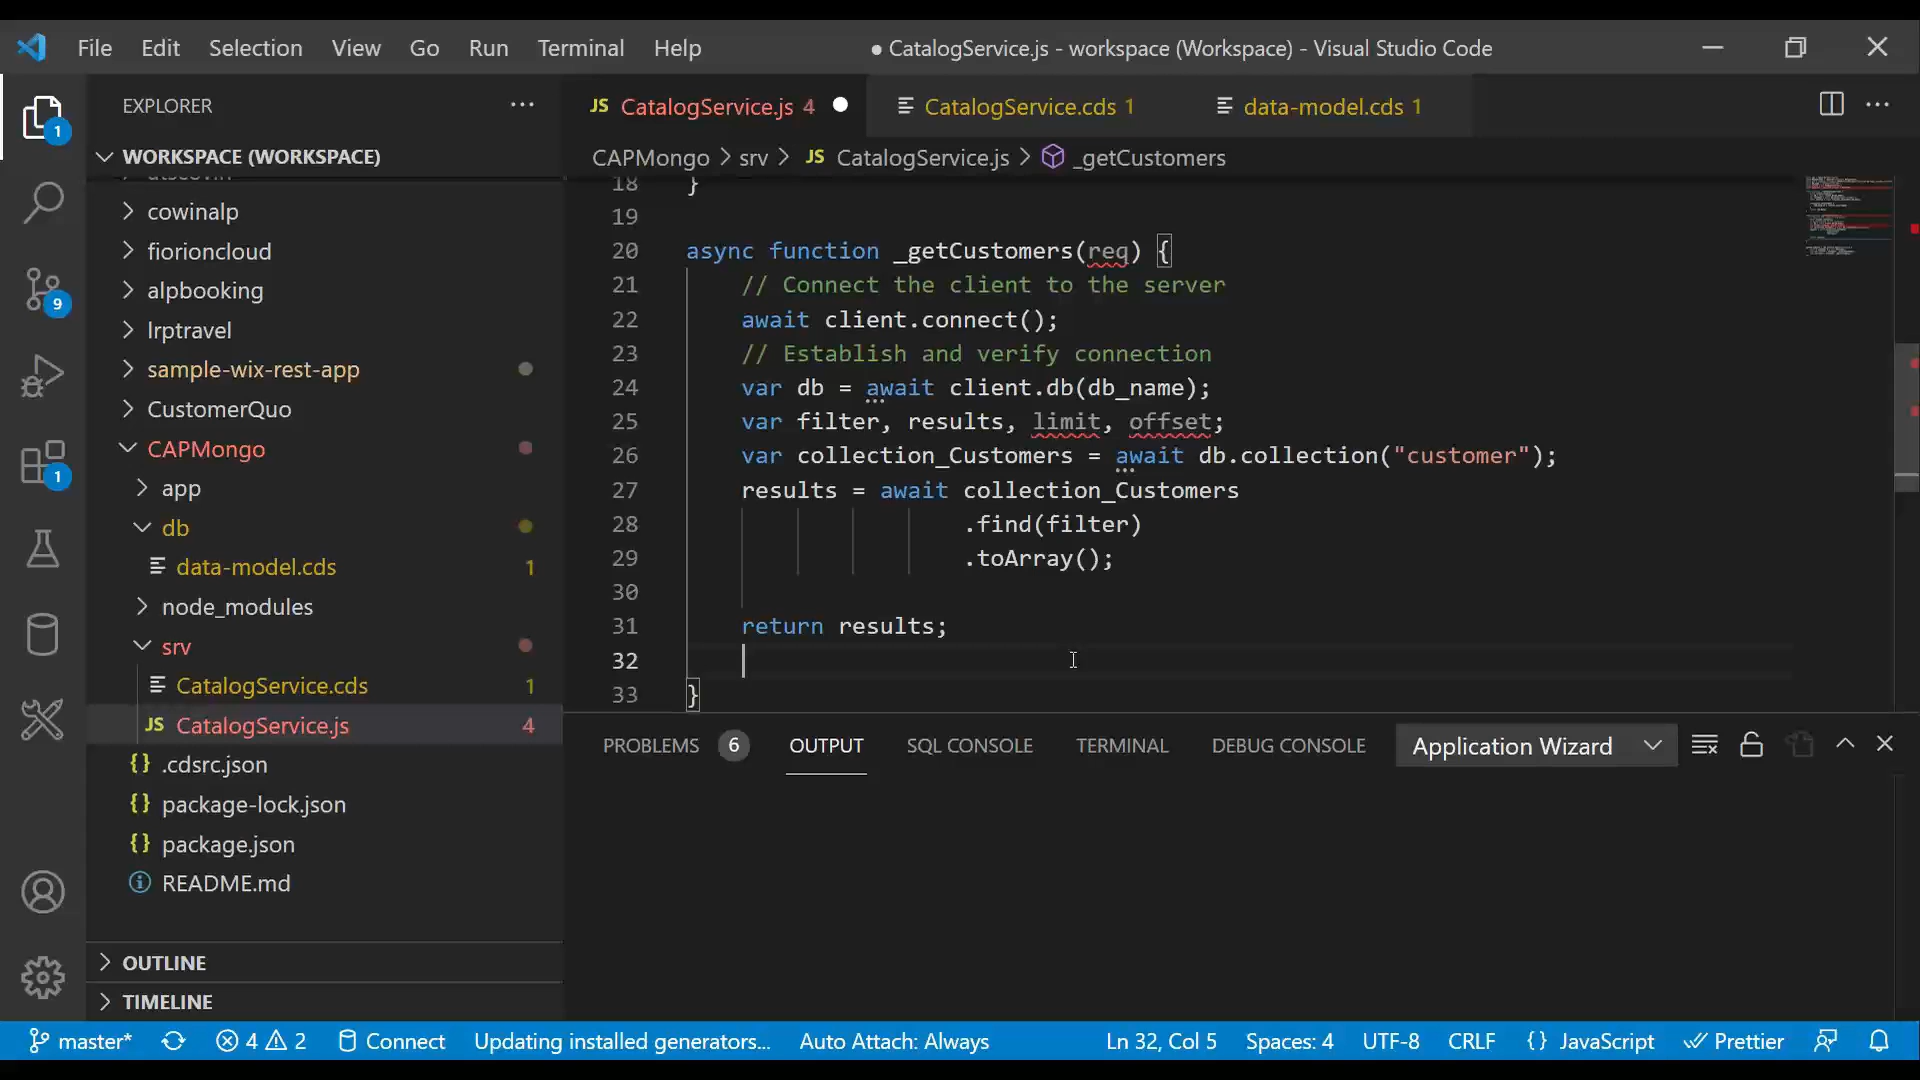 File Edit Selection View Go Run Terminal Help
● CatalogService.js - workspace (Workspace) - Visual Studio Code
EXPLORER
WORKSPACE (WORKSPACE)
cowinalp
fiorioncloud
alpbooking
lrptravel
sample-wix-rest-app
CustomerQuo
CAPMongo
app
db
data-model.cds 1
node_modules
srv
CatalogService.cds 1
JS CatalogService.js 4
{} .cdsrc.json
{} package-lock.json
{} package.json
README.md
OUTLINE
TIMELINE
1
9
1
JS CatalogService.js 4 CatalogService.cds 1 data-model.cds 1
CAPMongo > srv > JS CatalogService.js > _getCustomers
18 }
19
20 async function _getCustomers(req) {
21 // Connect the client to the server
22 await client.connect();
23 // Establish and verify connection
24 var db = await client.db(db_name);
25 var filter, results, limit, offset;
26 var collection_Customers = await db.collection("customer");
27 results = await collection_Customers
28 .find(filter)
29 .toArray();
30
31 return results;
32
33 }
PROBLEMS 6 OUTPUT SQL CONSOLE TERMINAL DEBUG CONSOLE Application Wizard
master* 4 2 Connect Updating installed generators... Auto Attach: Always Ln 32, Col 5 Spaces: 4 UTF-8 CRLF {} JavaScript Prettier